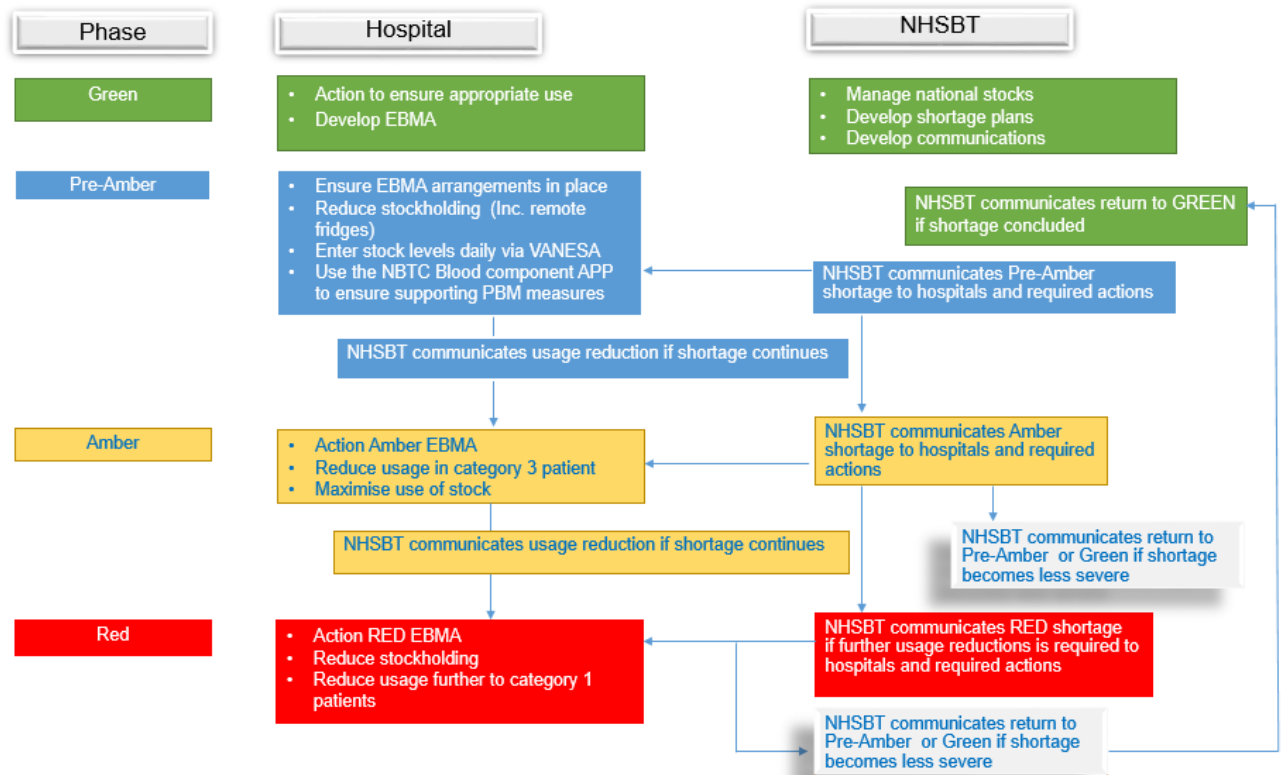 Phase
Hospital
NHSBT
Green
• Action to ensure appropriate use
• Develop EBMA
• Manage national stocks
• Develop shortage plans
• Develop communications
Pre-Amber
• Ensure EBMA arrangements in place
• Reduce stockholding (Inc. remote
fridges)
• Enter stock levels daily via VANESA
• Use the NBTC Blood component APP
to ensure supporting PBM measures
NHSBT communicates return to GREEN
if shortage concluded
NHSBT communicates Pre-Amber
shortage to hospitals and required actions
NHSBT communicates usage reduction if shortage continues
Amber
• Action Amber EBMA
• Reduce usage in category 3 patient
• Maximise use of stock
NHSBT communicates Amber
shortage to hospitals and required
actions
NHSBT communicates usage reduction if shortage continues
NHSBT communicates return to
Pre-Amber or Green if shortage
becomes less severe
Red
• Action RED EBMA
• Reduce stockholding
• Reduce usage further to category 1
patients
NHSBT communicates RED shortage
if further usage reductions is required to
hospitals and required actions
NHSBT communicates return to
Pre-Amber or Green if shortage
becomes less severe